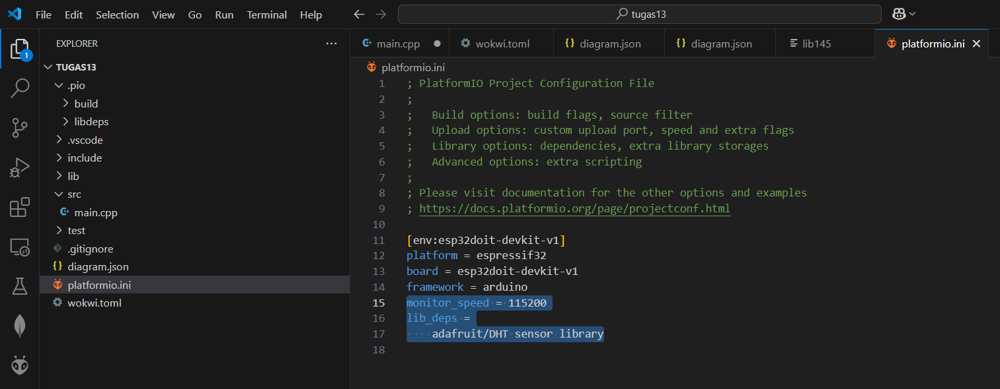 File Edit Selection View Go Run Terminal Help
tugas13
EXPLORER
TUGAS13
.pio
build
libdeps
.vscode
include
lib
src
main.cpp
test
.gitignore
diagram.json
platformio.ini
wokwi.toml
1
main.cpp wokwi.toml {} diagram.json {} diagram.json lib145 platformio.ini
platformio.ini
1 ; PlatformIO Project Configuration File
2 ;
3 ;   Build options: build flags, source filter
4 ;   Upload options: custom upload port, speed and extra flags
5 ;   Library options: dependencies, extra library storages
6 ;   Advanced options: extra scripting
7 ;
8 ; Please visit documentation for the other options and examples
9 ; https://docs.platformio.org/page/projectconf.html
10
11 [env:esp32doit-devkit-v1]
12 platform = espressif32
13 board = esp32doit-devkit-v1
14 framework = arduino
15 monitor_speed = 115200
16 lib_deps =
17     adafruit/DHT sensor library
18